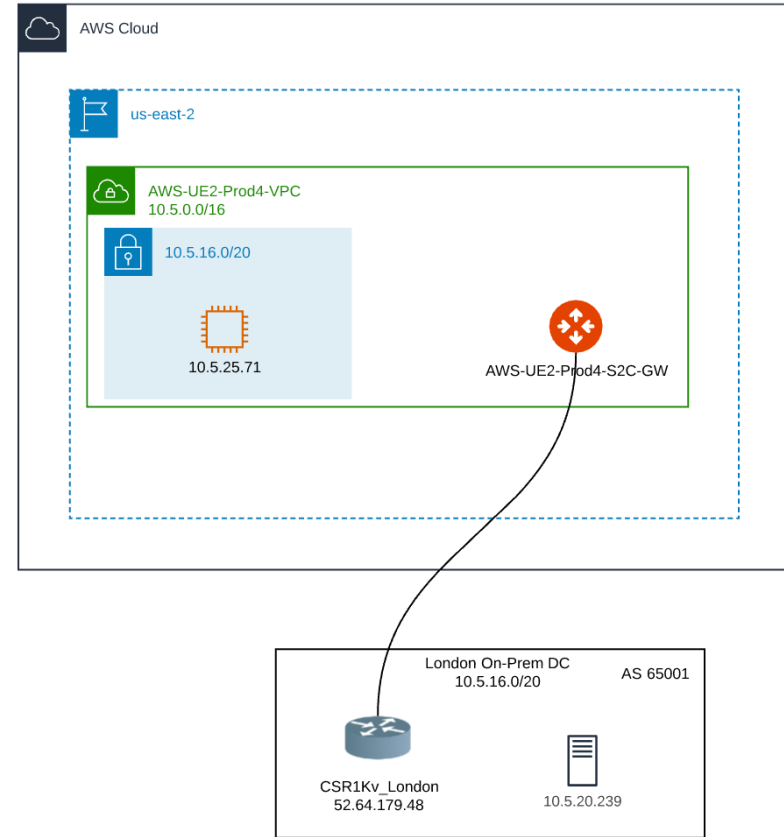 AWS Cloud
us-east-2
AWS-UE2-Prod4-VPC
10.5.0.0/16
10.5.16.0/20
10.5.25.71
AWS-UE2-Prod4-S2C-GW
London On-Prem DC
10.5.16.0/20
AS 65001
CSR1Kv_London
52.64.179.48
10.5.20.239